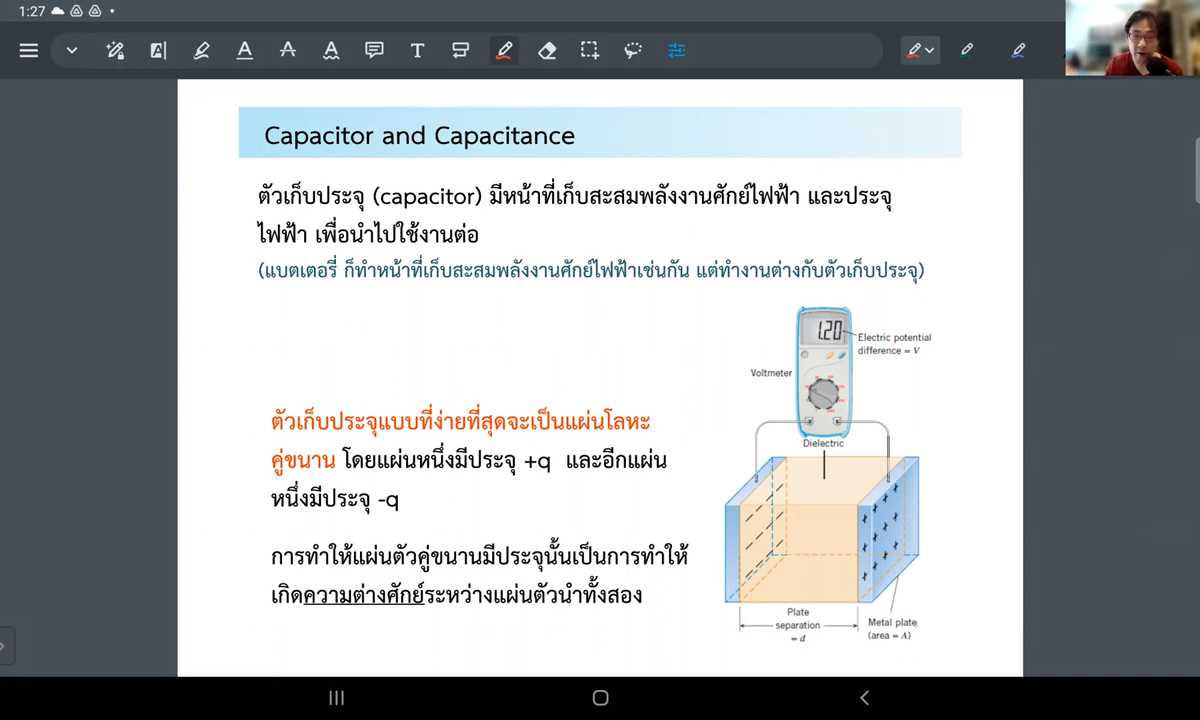 1:27
Capacitor and Capacitance
ตัวเก็บประจุ (capacitor) มีหน้าที่เก็บสะสมพลังงานศักย์ไฟฟ้า และประจุ
ไฟฟ้า เพื่อนำไปใช้งานต่อ
(แบตเตอรี่ ก็ทำหน้าที่เก็บสะสมพลังงานศักย์ไฟฟ้าเช่นกัน แต่ทำงานต่างกับตัวเก็บประจุ)
1.20
Electric potential
difference = V
Voltmeter
Dielectric
ตัวเก็บประจุแบบที่ง่ายที่สุดจะเป็นแผ่นโลหะ
คู่ขนาน โดยแผ่นหนึ่งมีประจุ +q และอีกแผ่น
หนึ่งมีประจุ -q
การทำให้แผ่นตัวคู่ขนานมีประจุนั้นเป็นการทำให้
เกิดความต่างศักย์ระหว่างแผ่นตัวนำทั้งสอง
Plate
separation
= d
Metal plate
(area = A)